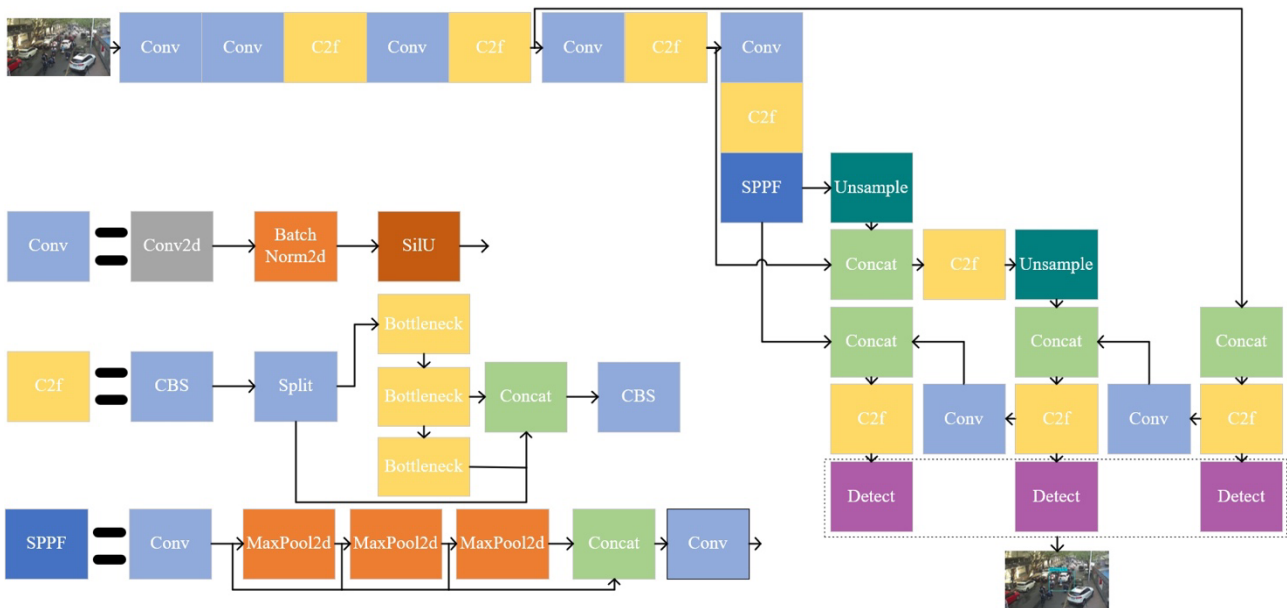 Conv
Conv
C2f
Conv
C2f
Conv
C2f
Conv
C2f
SPPF
Unsample
Concat
C2f
Unsample
Concat
Concat
Concat
C2f
Conv
C2f
Conv
C2f
Detect
Detect
Detect
Conv
Conv2d
Batch
Norm2d
SilU
C2f
CBS
Split
Bottleneck
Bottleneck
Bottleneck
Concat
CBS
SPPF
Conv
MaxPool2d
MaxPool2d
MaxPool2d
Concat
Conv